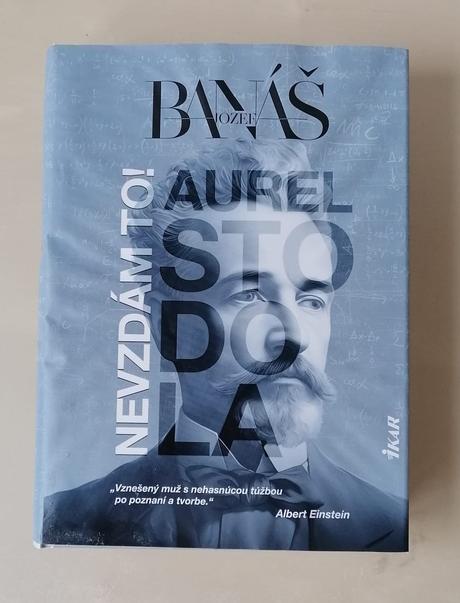 BANÁŠ
JOZEF
NEVZDÁM TO!
AUREL
STO
DO
LA
„Vznešený muž s nehasnúcou túžbou
po poznaní a tvorbe.“
Albert Einstein
iKAR